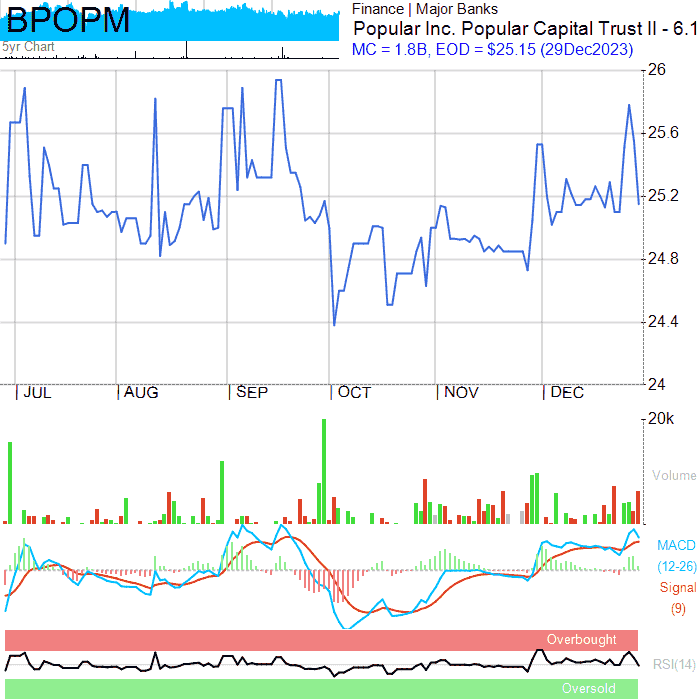 BPOPM
5yr Chart
Finance | Major Banks
Popular Inc. Popular Capital Trust II - 6.1
MC = 1.8B, EOD = $25.15 (29Dec2023)
26
25.6
25.2
24.8
24.4
24
| JUL | AUG | SEP | OCT | NOV | DEC
20k
Volume
MACD
(12-26)
Signal
(9)
Overbought
RSI(14)
Oversold